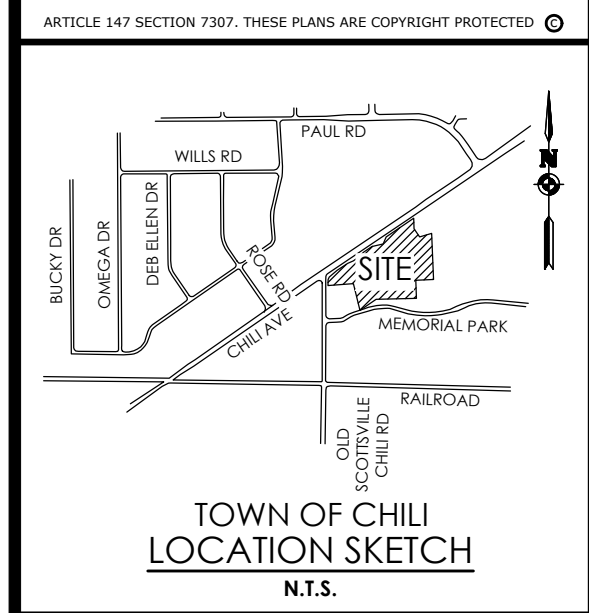 ARTICLE 147 SECTION 7307. THESE PLANS ARE COPYRIGHT PROTECTED ©
PAUL RD
WILLS RD
N
BUCKY DR
OMEGA DR
DEB ELLEN DR
ROSE RD
SITE
CHILI AVE
MEMORIAL PARK
RAILROAD
OLD
SCOTTSVILLE
CHILI RD
TOWN OF CHILI
LOCATION SKETCH
N.T.S.